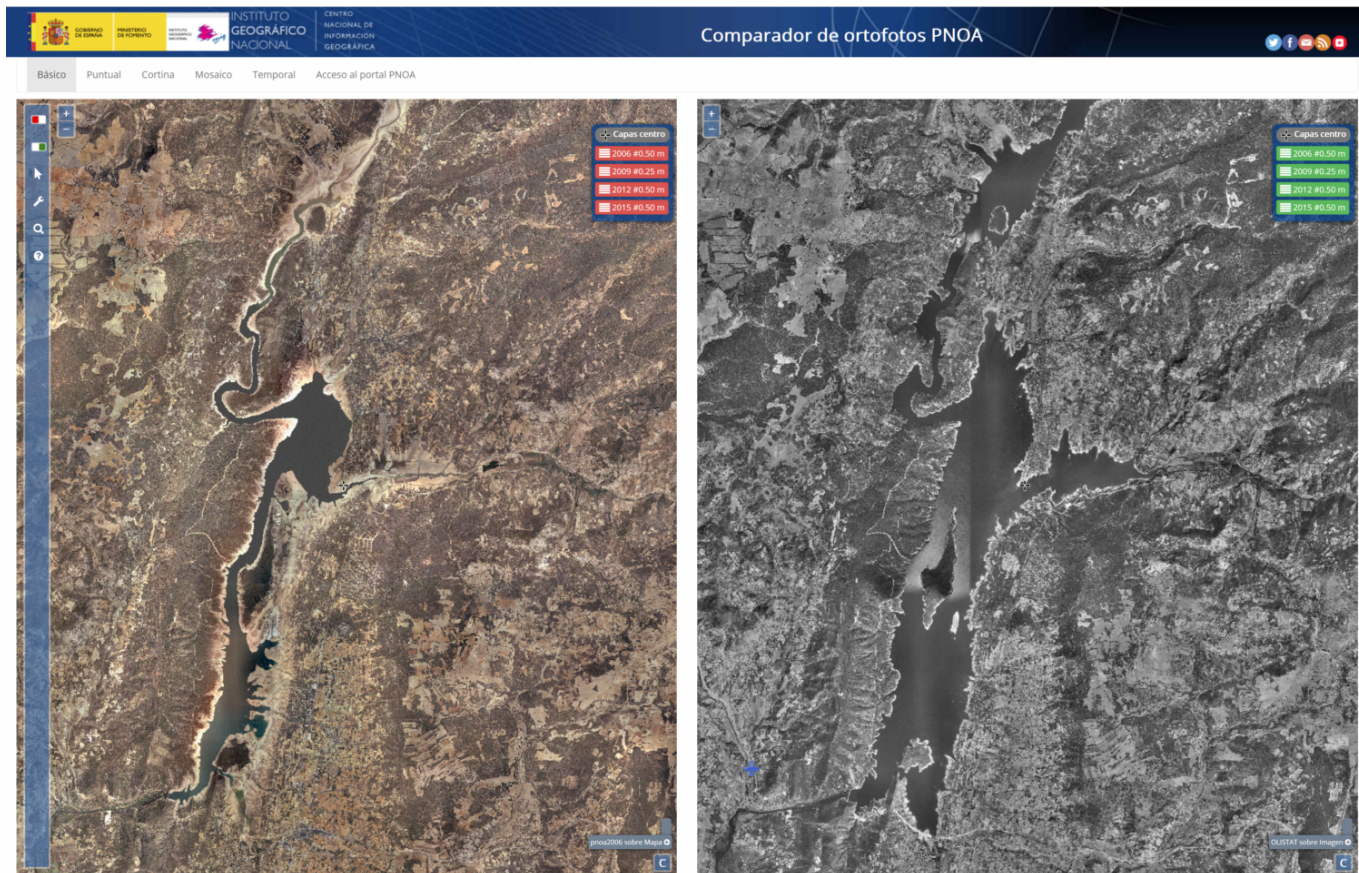 GOBIERNO
DE ESPAÑA
MINISTERIO
DE FOMENTO
INSTITUTO
GEOGRÁFICO
NACIONAL
INSTITUTO
GEOGRÁFICO
NACIONAL
CENTRO
NACIONAL DE
INFORMACIÓN
GEOGRÁFICA
Comparador de ortofotos PNOA
Básico Puntual Cortina Mosaico Temporal Acceso al portal PNOA
+
−
Capas centro
2006 #0.50 m
2009 #0.25 m
2012 #0.50 m
2015 #0.50 m
pnoa2006 sobre Mapa
C
+
−
Capas centro
2006 #0.50 m
2009 #0.25 m
2012 #0.50 m
2015 #0.50 m
OLISTAT sobre Imagen
C